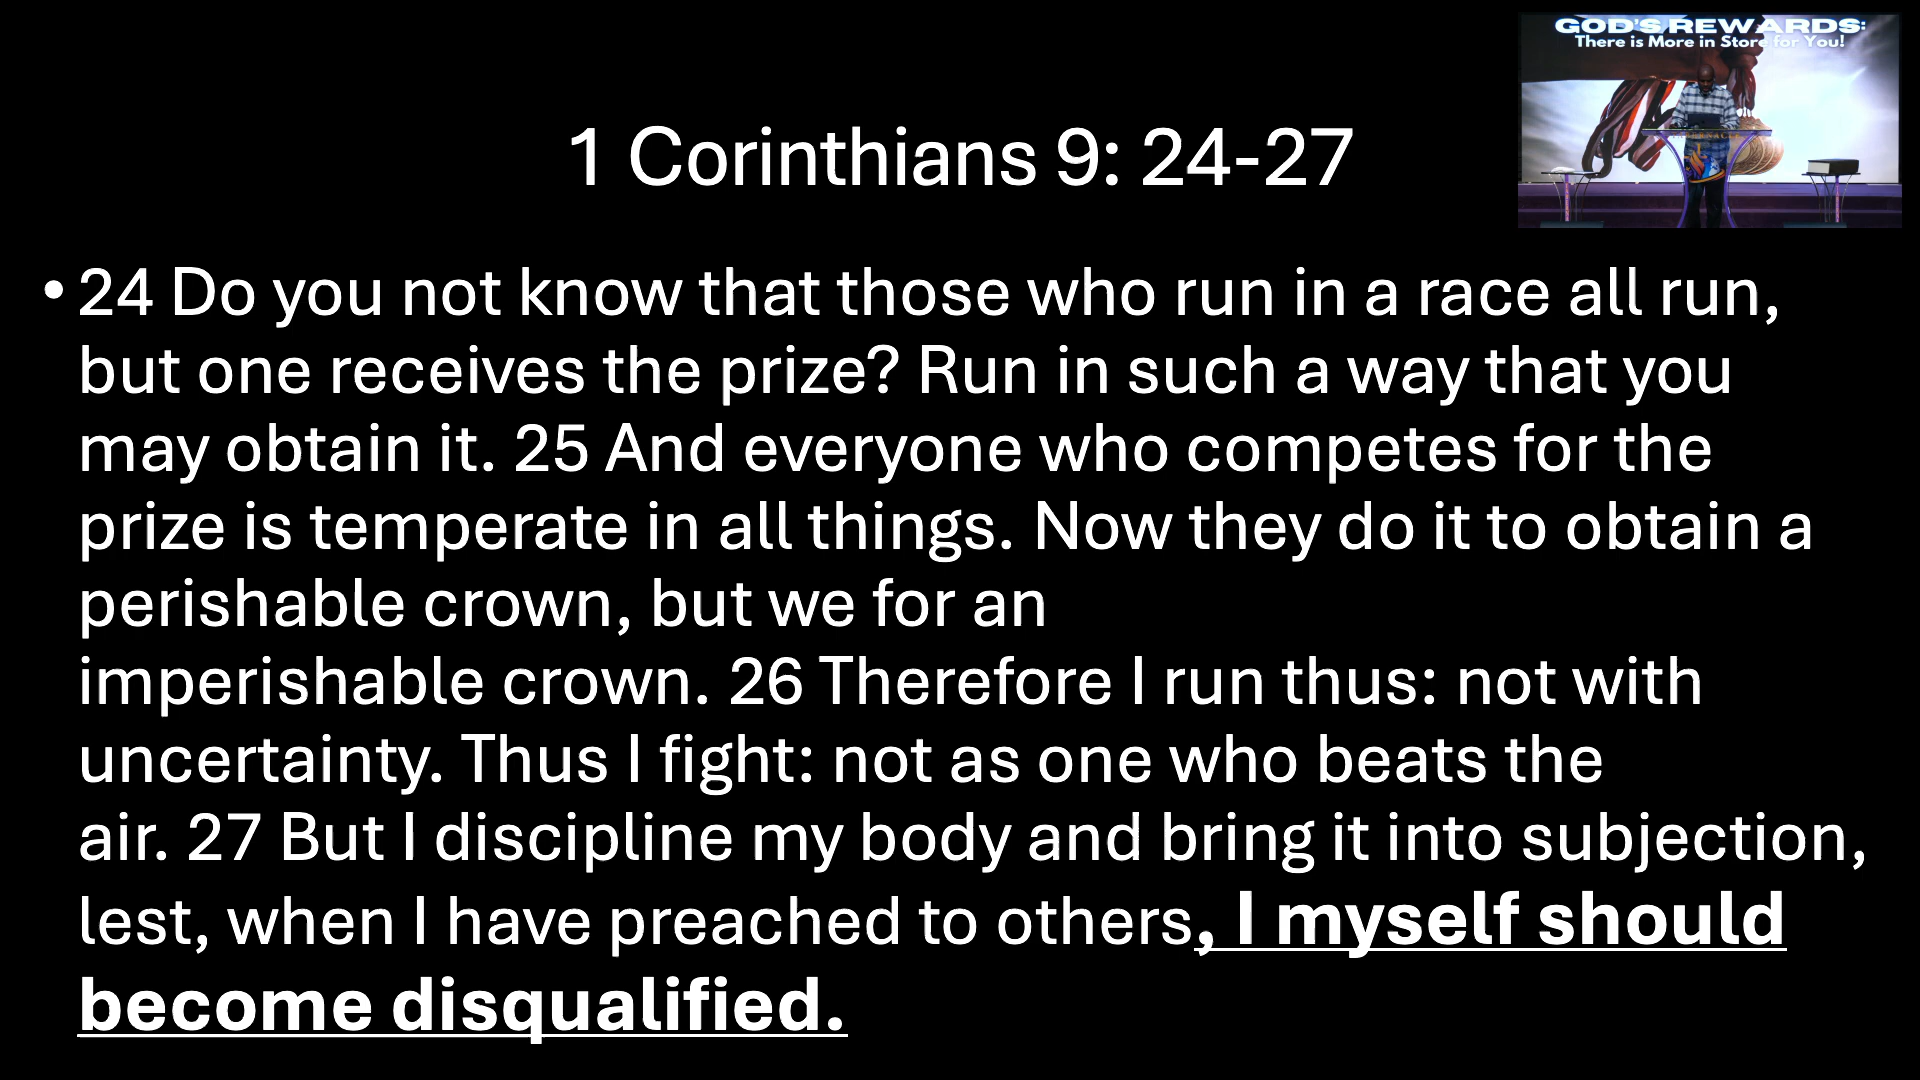 GOD'S REWARDS:
There is More in Store for You!
1 Corinthians 9: 24-27
• 24 Do you not know that those who run in a race all run,
but one receives the prize? Run in such a way that you
may obtain it. 25 And everyone who competes for the
prize is temperate in all things. Now they do it to obtain a
perishable crown, but we for an
imperishable crown. 26 Therefore I run thus: not with
uncertainty. Thus I fight: not as one who beats the
air. 27 But I discipline my body and bring it into subjection,
lest, when I have preached to others, I myself should
become disqualified.